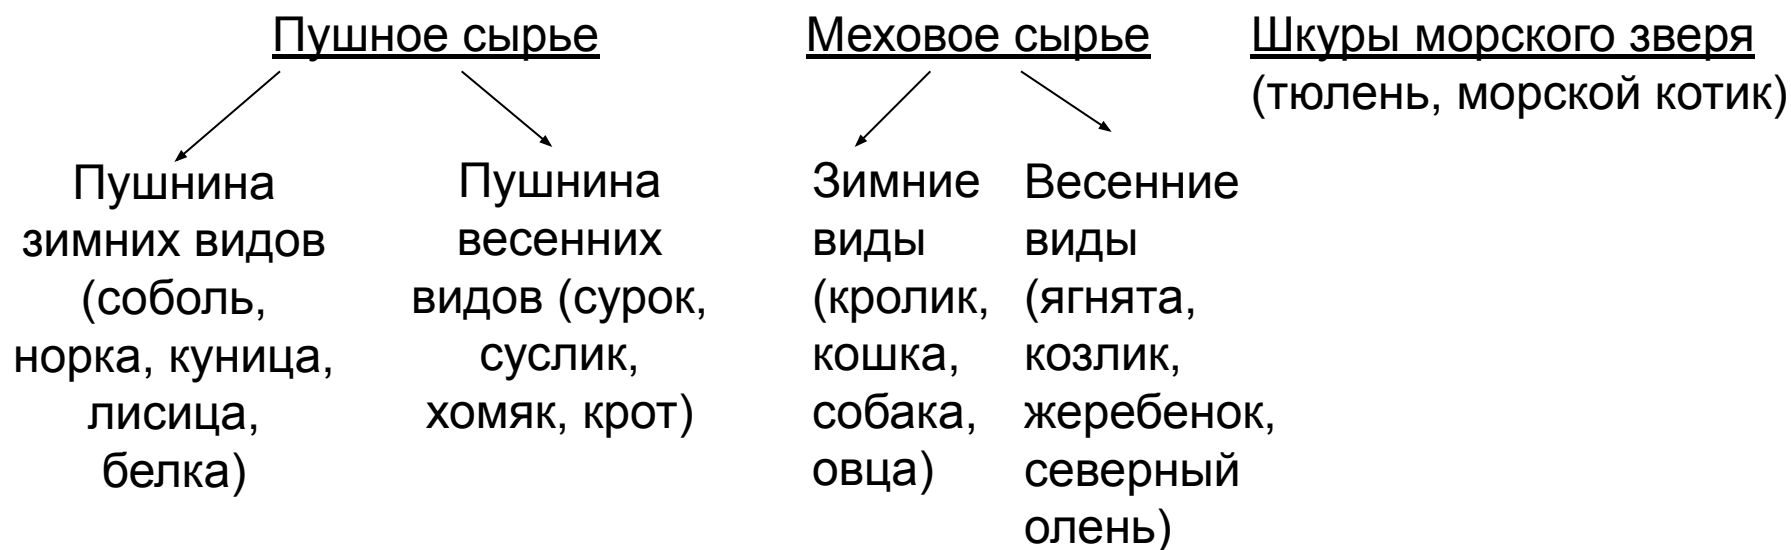 Пушное сырье
Меховое сырье
Шкуры морского зверя
(тюлень, морской котик)
Пушнина
зимних видов
(соболь,
норка, куница,
лисица,
белка)
Пушнина
весенних
видов (сурок,
суслик,
хомяк, крот)
Зимние
виды
(кролик,
кошка,
собака,
овца)
Весенние
виды
(ягнята,
козлик,
жеребенок,
северный
олень)